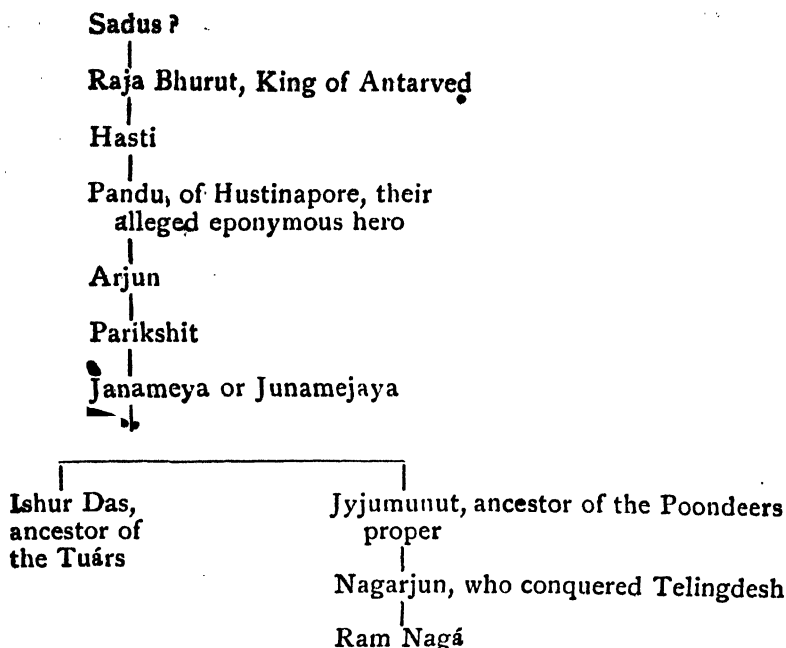 Sadus?
Raja Bhurut, King of Antarved
Hasti
Pandu, of Hustinapore, their
alleged eponymous hero
Arjun
Parikshit
Janameya or Junamejaya
Ishur Das,
ancestor of
the Tuárs
Jyjumunut, ancestor of the Poondeers
proper
Nagarjun, who conquered Telingdesh
Ram Nagá